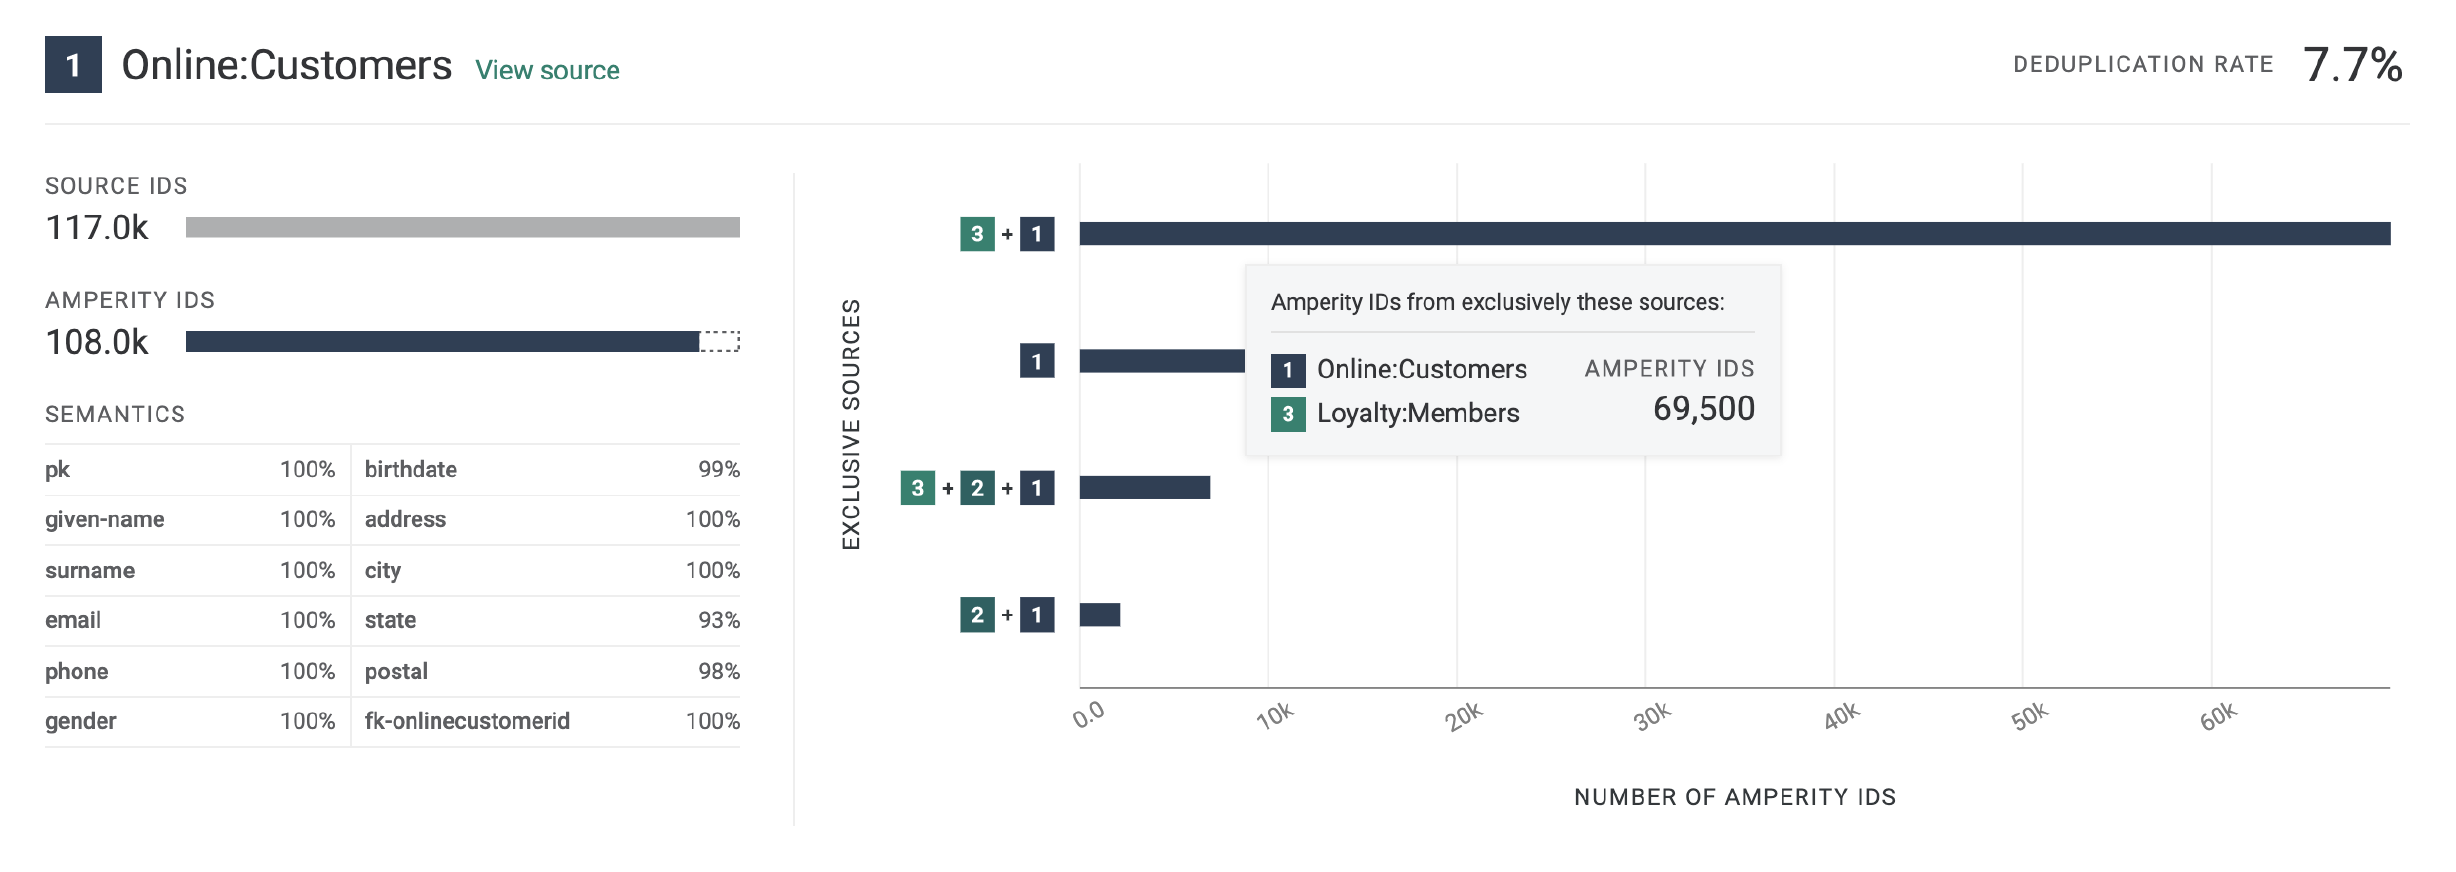 1 Online:Customers View source
DEDUPLICATION RATE 7.7%
SOURCE IDS
117.0k
AMPERITY IDS
108.0k
SEMANTICS
pk 100% birthdate 99%
given-name 100% address 100%
surname 100% city 100%
email 100% state 93%
phone 100% postal 98%
gender 100% fk-onlinecustomerid 100%
EXCLUSIVE SOURCES
3 + 1
1
3 + 2 + 1
2 + 1
Amperity IDs from exclusively these sources:
1 Online:Customers AMPERITY IDS
3 Loyalty:Members 69,500
0.0 10k 20k 30k 40k 50k 60k
NUMBER OF AMPERITY IDS